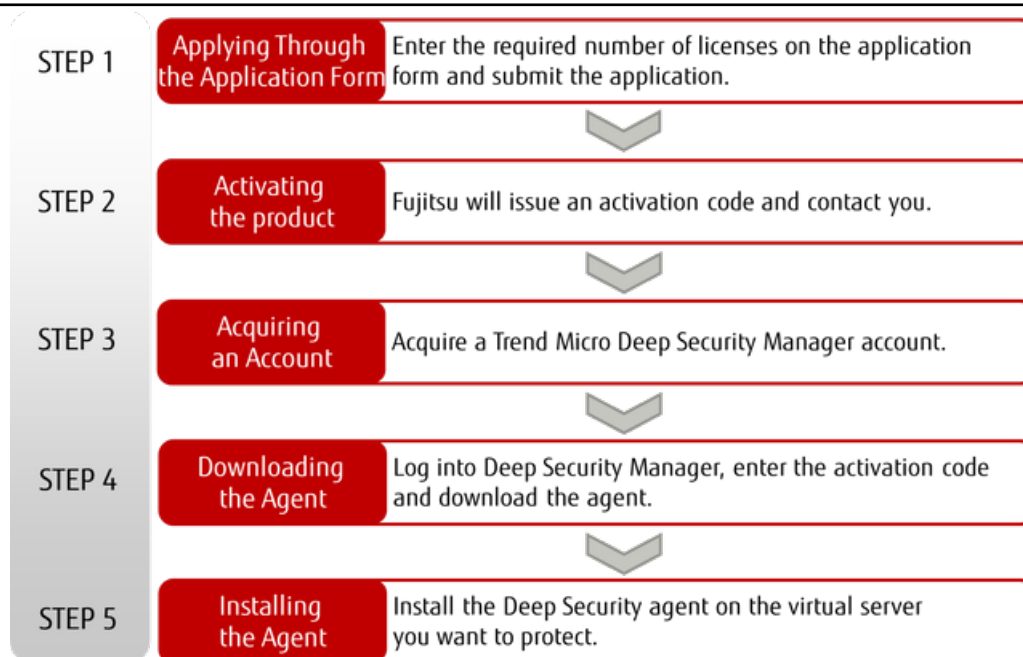 STEP 1
Applying Through
the Application Form
Enter the required number of licenses on the application
form and submit the application.
STEP 2
Activating
the product
Fujitsu will issue an activation code and contact you.
STEP 3
Acquiring
an Account
Acquire a Trend Micro Deep Security Manager account.
STEP 4
Downloading
the Agent
Log into Deep Security Manager, enter the activation code
and download the agent.
STEP 5
Installing
the Agent
Install the Deep Security agent on the virtual server
you want to protect.